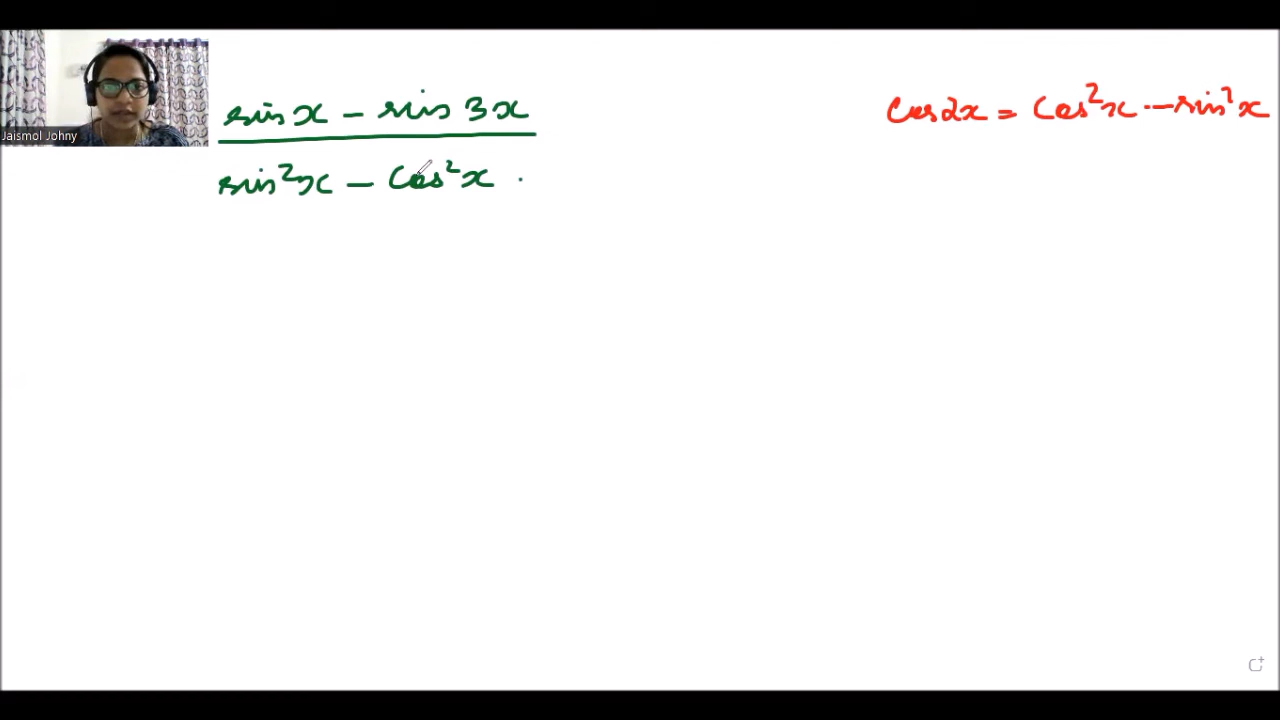 sin x - sin 3x
sin²x - cos²x .
cos2x = cos²x - sin²x
Jaismol Johny